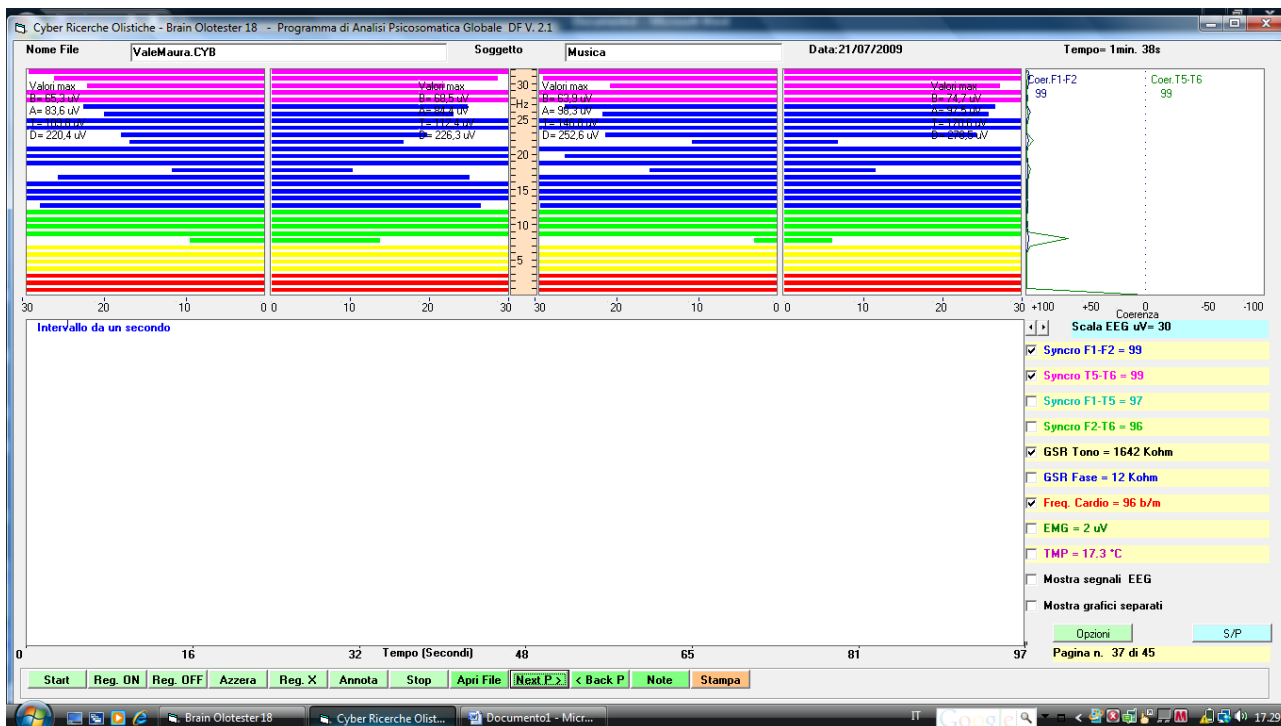 Cyber Ricerche Olistiche - Brain Olotester 18 - Programma di Analisi Psicosomatica Globale DF V. 2.1
Nome File ValeMaura.CYB Soggetto Musica Data:21/07/2009 Tempo= 1min. 38s
Valori max Valori max 30 Valori max Valori max Coer.F1-F2 Coer.T5-T6
B= 65,3 uV B= 68,5 uV Hz B= 63,9 uV B= 74,7 uV 99 99
A= 83,6 uV A= 84,4 uV 25 A= 98,3 uV A= 97,5 uV
D= 220,4 uV D= 226,3 uV D= 252,6 uV
20
15
10
5
30 20 10 0 0 10 20 30 30 20 10 0 0 10 20 30 +100 +50 0 -50 -100
Coerenza
Intervallo da un secondo
Scala EEG uV= 30
Syncro F1-F2 = 99
Syncro T5-T6 = 99
Syncro F1-T5 = 97
Syncro F2-T6 = 96
GSR Tono = 1642 Kohm
GSR Fase = 12 Kohm
Freq. Cardio = 96 b/m
EMG = 2 uV
TMP = 17.3 °C
Mostra segnali EEG
Mostra grafici separati
Opzioni S/P
0 16 32 Tempo (Secondi) 48 65 81 97
Pagina n. 37 di 45
Start Reg. ON Reg. OFF Azzera Reg. X Annota Stop Apri File Next P > < Back P Note Stampa
Brain Olotester 18 Cyber Ricerche Olist... Documento1 - Micr... IT Google 17.29